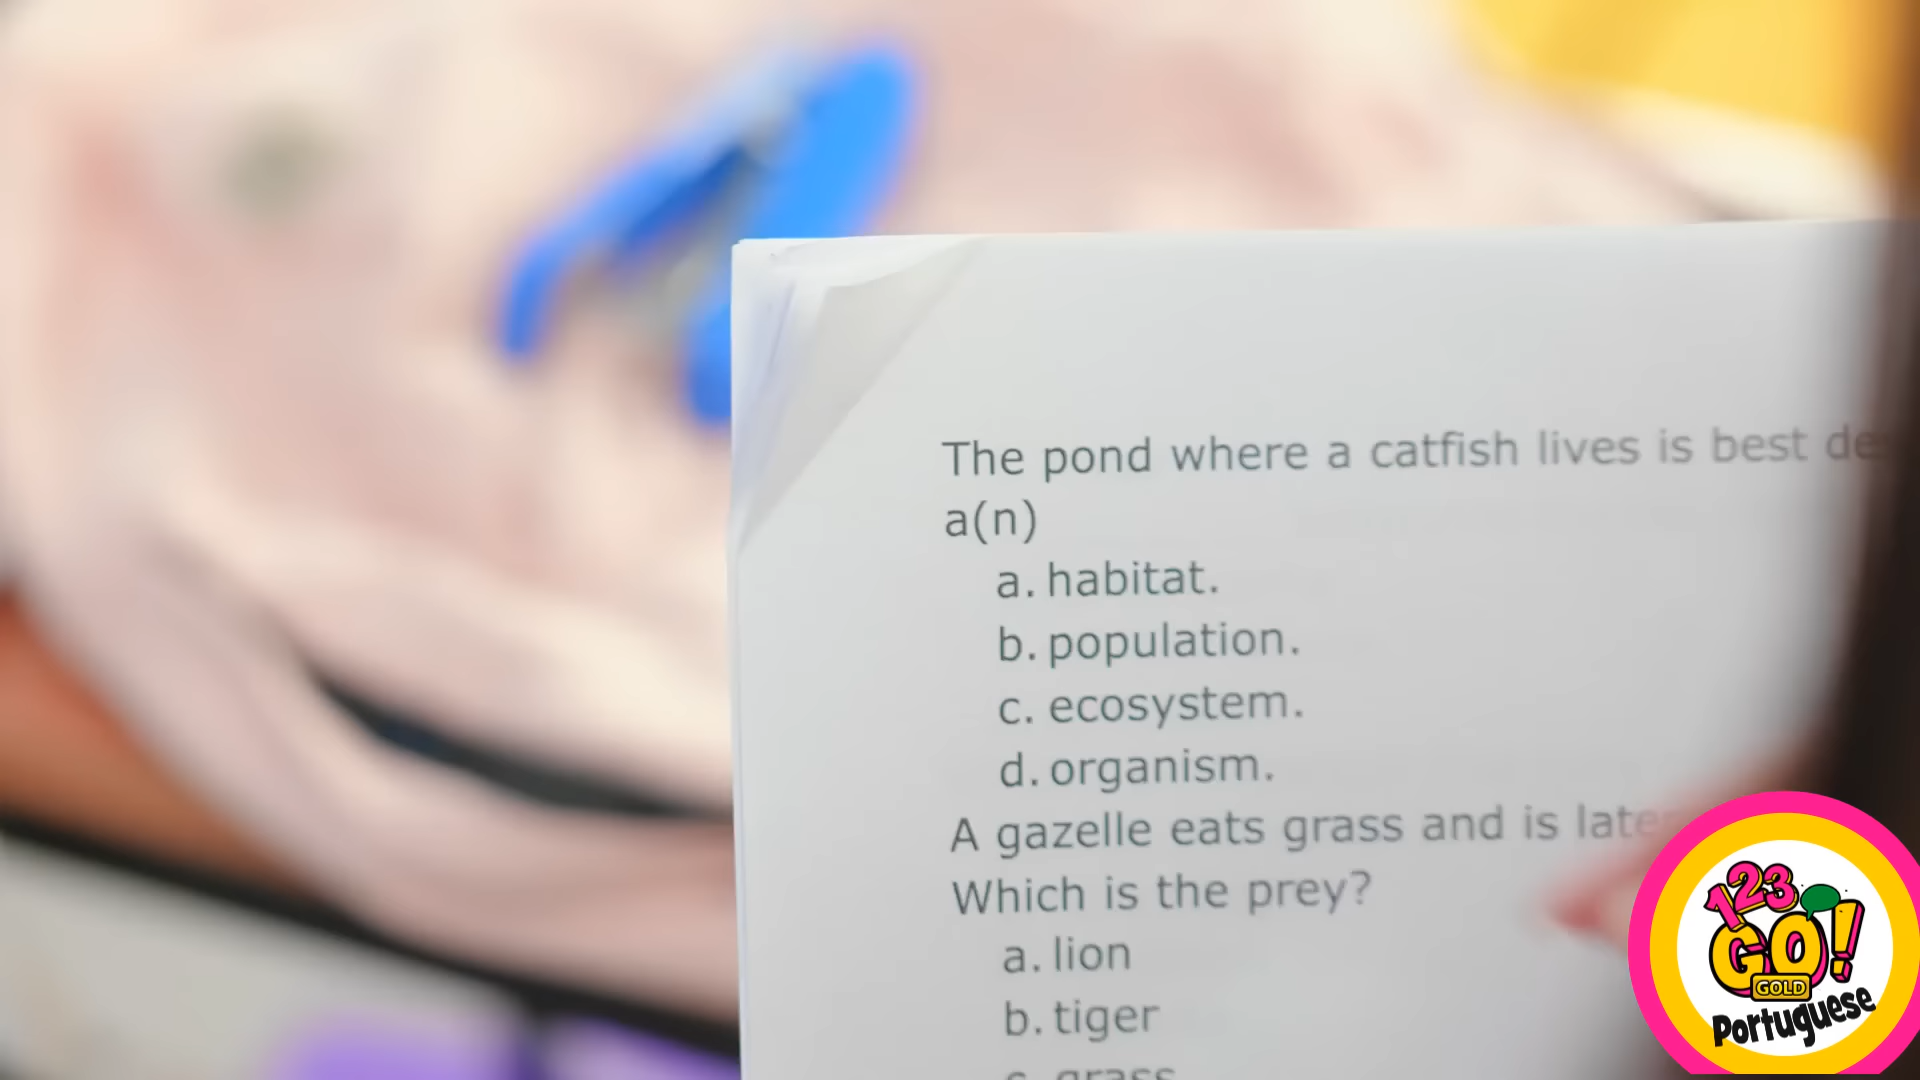 The pond where a catfish lives is best
a(n)
a. habitat.
b. population.
c. ecosystem.
d. organism.
A gazelle eats grass and is
Which is the prey?
a. lion
b. tiger
c. grass
123
GO!
GOLD
Portuguese